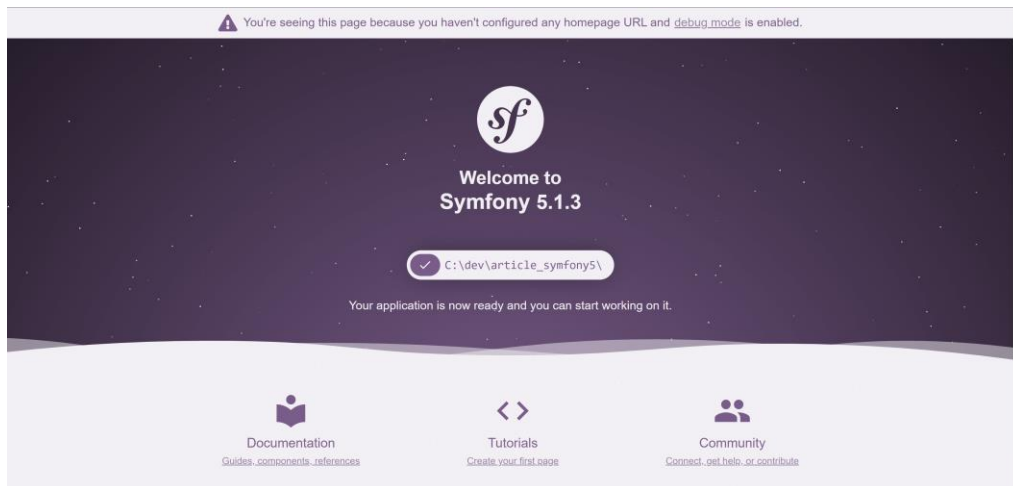 You're seeing this page because you haven't configured any homepage URL and debug mode is enabled.
sf
Welcome to
Symfony 5.1.3
C:\dev\article_symfony5\
Your application is now ready and you can start working on it.
Documentation
Guides, components, references
Tutorials
Create your first page
Community
Connect, get help, or contribute